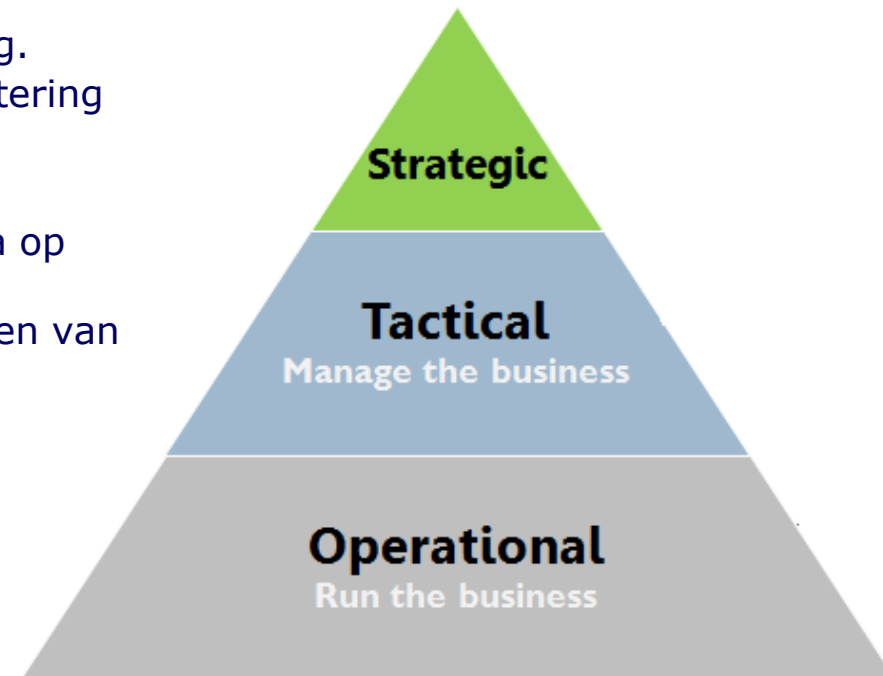 g.
tering
op
en van
Strategic
Tactical
Manage the business
Operational
Run the business